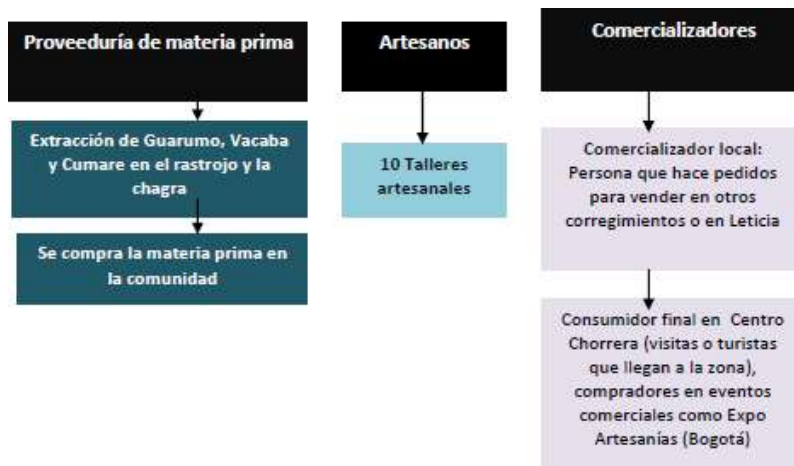 Proveeduría de materia prima
Extracción de Guarumo, Vacaba
y Cumare en el rastrojo y la
chagra
Se compra la materia prima en
la comunidad
Artesanos
10 Talleres
artesanales
Comercializadores
Comercializador local:
Persona que hace pedidos
para vender en otros
corregimientos o en Leticia
Consumidor final en Centro
Chorrera (visitas o turistas
que llegan a la zona),
compradores en eventos
comerciales como Expo
Artesanías (Bogotá)